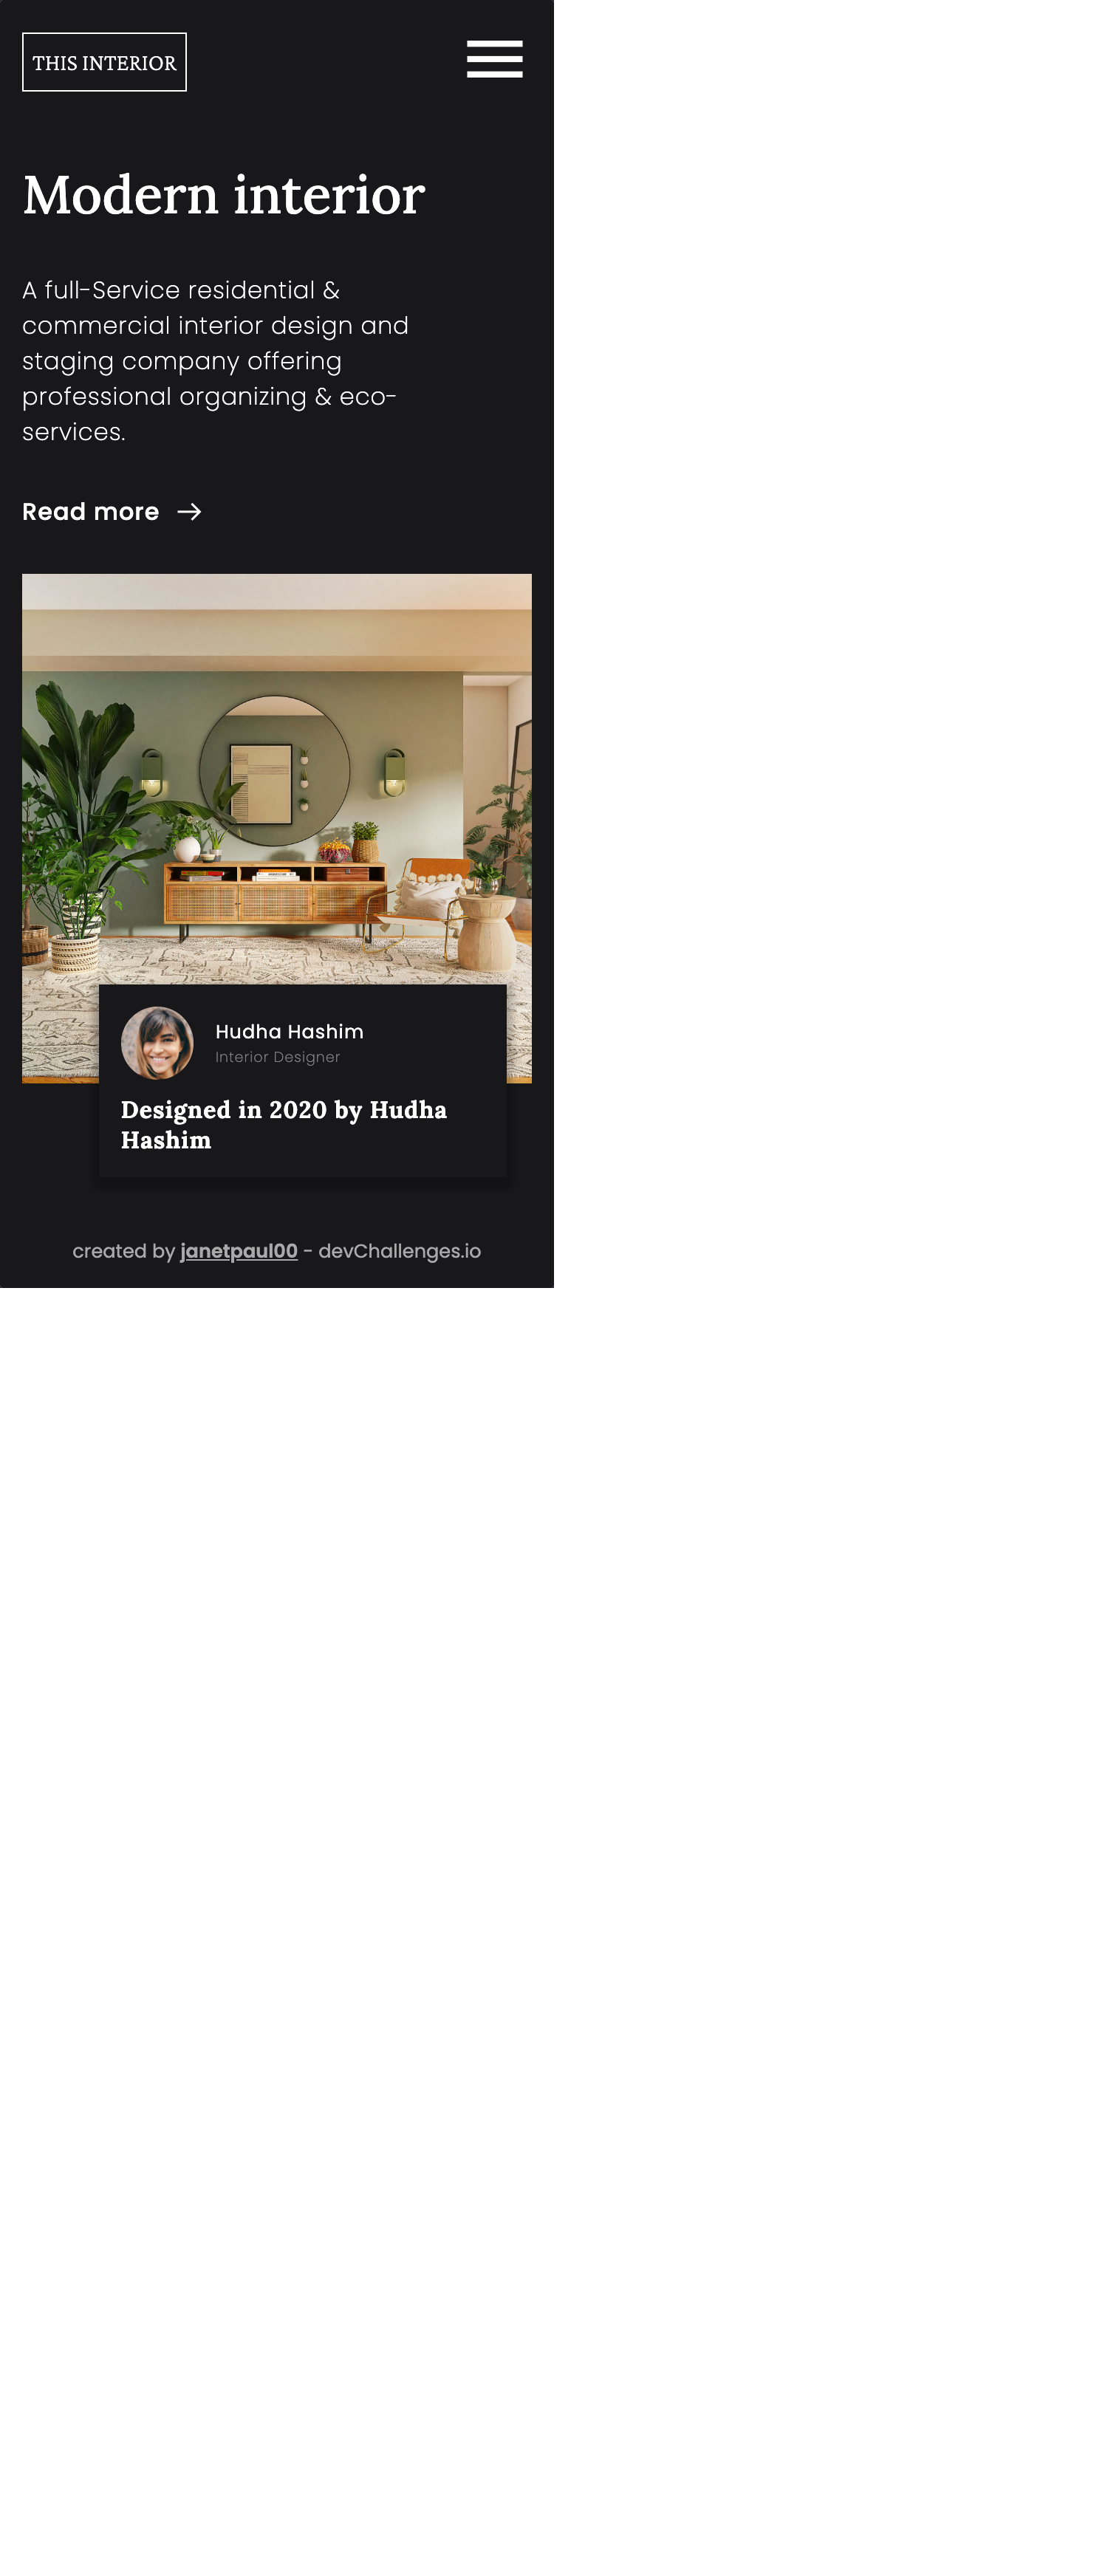 THIS INTERIOR
Modern interior
A full-Service residential &
commercial interior design and
staging company offering
professional organizing & eco-
services.
Read more
Hudha Hashim
Interior Designer
Designed in 2020 by Hudha
Hashim
created by janetpaul00 - devChallenges.io